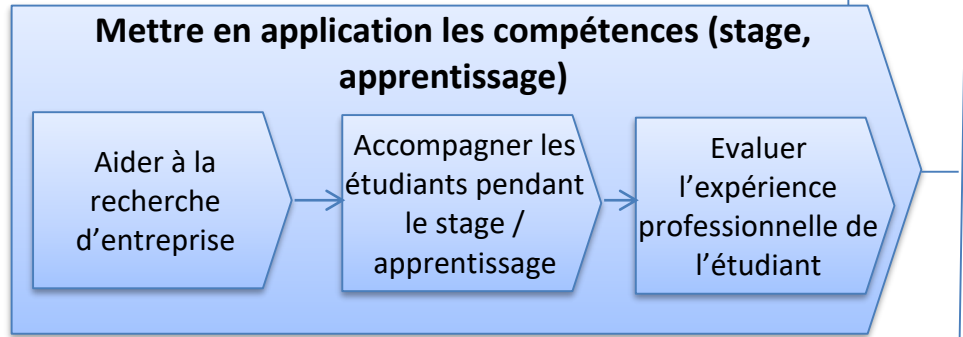 Mettre en application les compétences (stage,
apprentissage)
Aider à la
recherche
d’entreprise
Accompagner les
étudiants pendant
le stage /
apprentissage
Evaluer
l’expérience
professionnelle de
l’étudiant